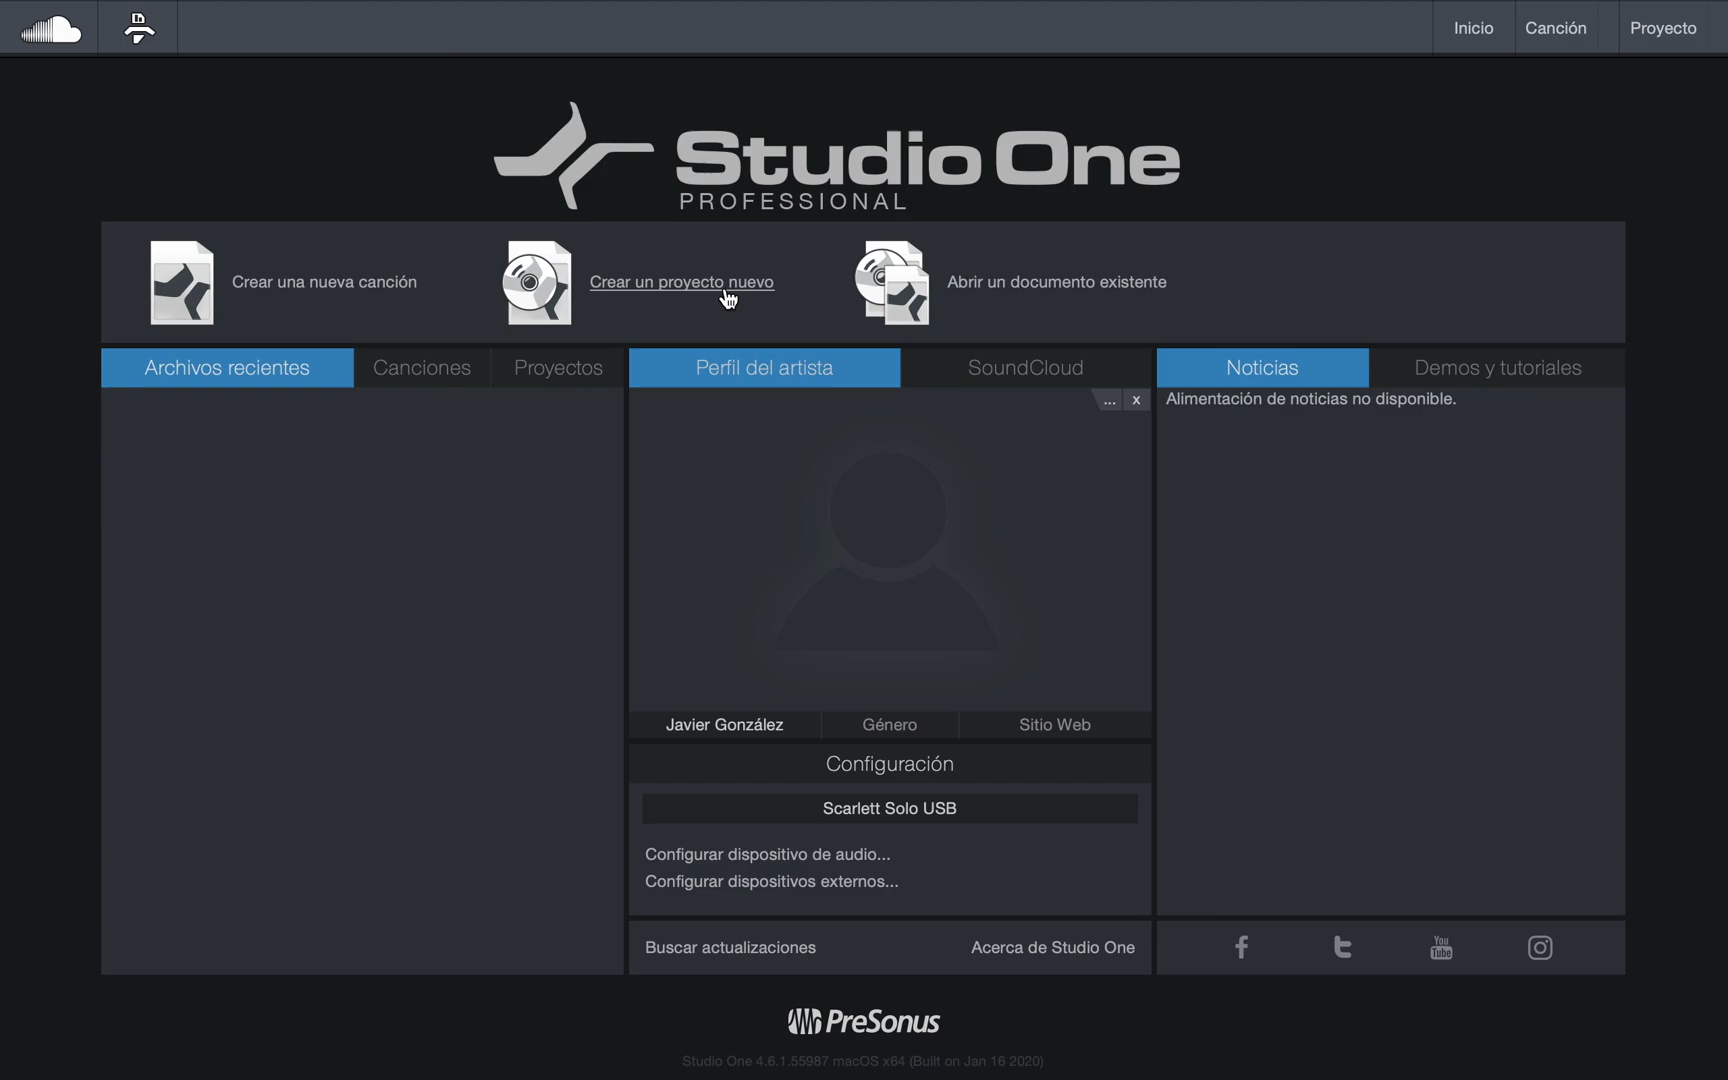 Inicio
Canción
Proyecto
Studio One
PROFESSIONAL
Crear una nueva canción
Crear un proyecto nuevo
Abrir un documento existente
Archivos recientes
Canciones
Proyectos
Perfil del artista
SoundCloud
Noticias
Demos y tutoriales
... x
Alimentación de noticias no disponible.
Javier González
Género
Sitio Web
Configuración
Scarlett Solo USB
Configurar dispositivo de audio...
Configurar dispositivos externos...
Buscar actualizaciones
Acerca de Studio One
You
Tube
PreSonus
Studio One 4.6.1.55987 macOS x64 (Built on Jan 16 2020)